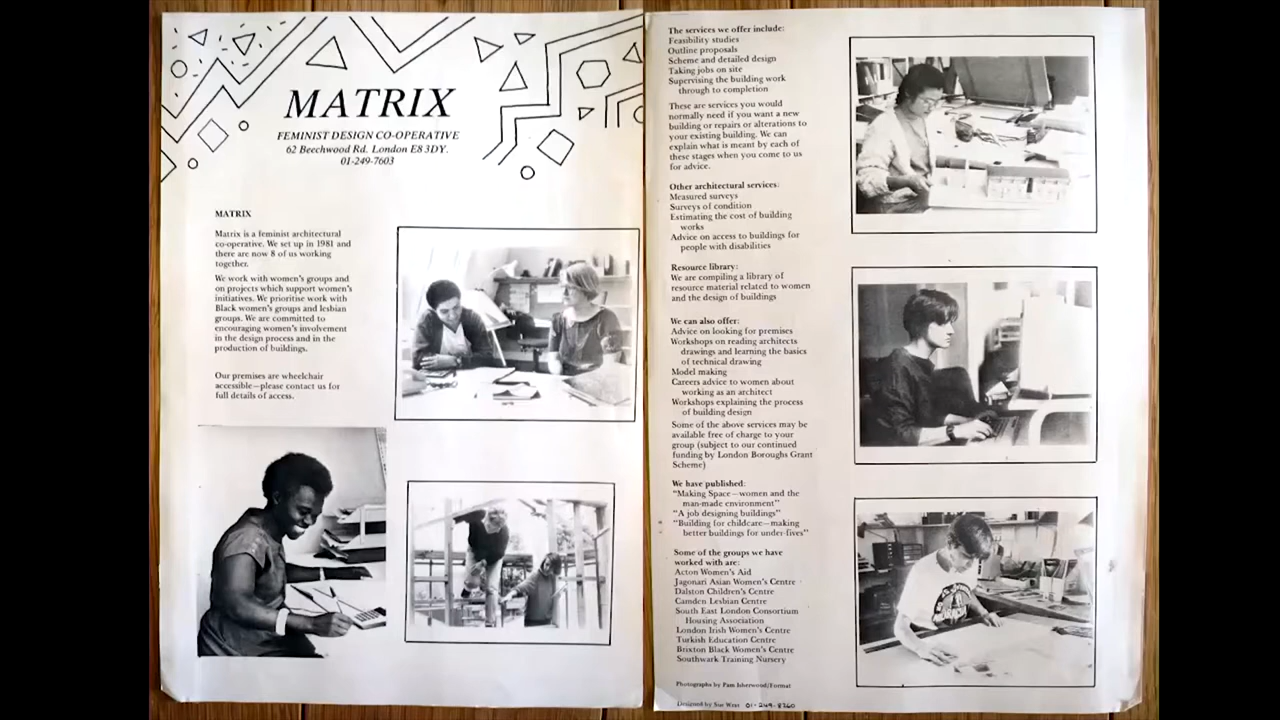 MATRIX
FEMINIST DESIGN CO-OPERATIVE
62 Beechwood Rd. London E8 3DY.
01-249-7603
MATRIX
Matrix is a feminist architectural
co-operative. We set up in 1981 and
there are now 8 of us working
together.
We work with women's groups and
on projects which support women's
initiatives. We prioritise work with
Black women's groups and lesbian
groups. We are committed to
encouraging women's involvement
in the design process and in the
production of buildings.
Our premises are wheelchair
accessible—please contact us for
full details of access.
The services we offer include:
Feasibility studies
Outline proposals
Scheme and detailed design
Taking jobs on site
Supervising the building work
through to completion
These are services you would
normally need if you want a new
building or repairs or alterations to
your existing building. We can
explain what is meant by each of
these stages when you come to us
for advice.
Other architectural services:
Measured surveys
Surveys of condition
Estimating the cost of building
works
Advice on access to buildings for
people with disabilities
Resource library:
We are compiling a library of
resource material related to women
and the design of buildings
We can also offer:
Advice on looking for premises
Workshops on reading architects
drawings and learning the basics
of technical drawing
Model making
Careers advice to women about
working as an architect
Workshops explaining the process
of building design
Some of the above services may be
available free of charge to your
group (subject to our continued
funding by London Boroughs Grant
Scheme)
We have published:
"Making Space—women and the
man-made environment"
"A job designing buildings"
"Building for childcare—making
better buildings for under-fives"
Some of the groups we have
worked with are:
Acton Women's Aid
Jagonari Asian Women's Centre
Dalston Children's Centre
Camden Lesbian Centre
South East London Consortium
Housing Association
London Irish Women's Centre
Turkish Education Centre
Brixton Black Women's Centre
Southwark Training Nursery
Photographs by Pam Isherwood/Format
Designed by Sue West 01-249-8260